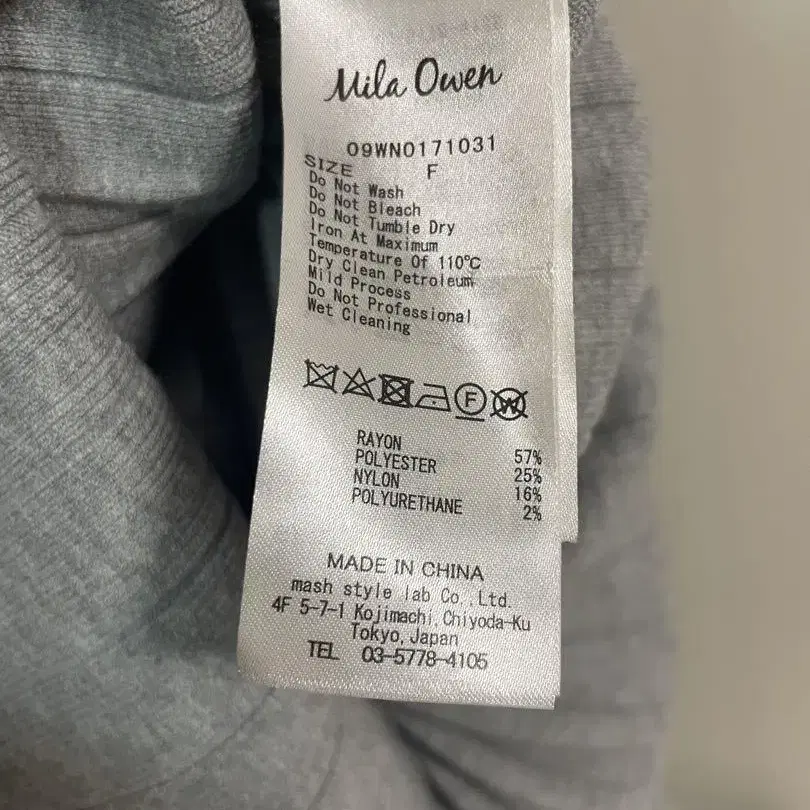 Mila Owen
09WN0171031
SIZE F
Do Not Wash
Do Not Bleach
Do Not Tumble Dry
Iron At Maximum
Temperature Of 110℃
Dry Clean Petroleum
Mild Process
Do Not Professional
Wet Cleaning
F
W
RAYON 57%
POLYESTER 25%
NYLON 16%
POLYURETHANE 2%
MADE IN CHINA
mash style lab Co.,Ltd.
4F 5-7-1 Kojimachi,Chiyoda-Ku
Tokyo,Japan
TEL 03-5778-4105